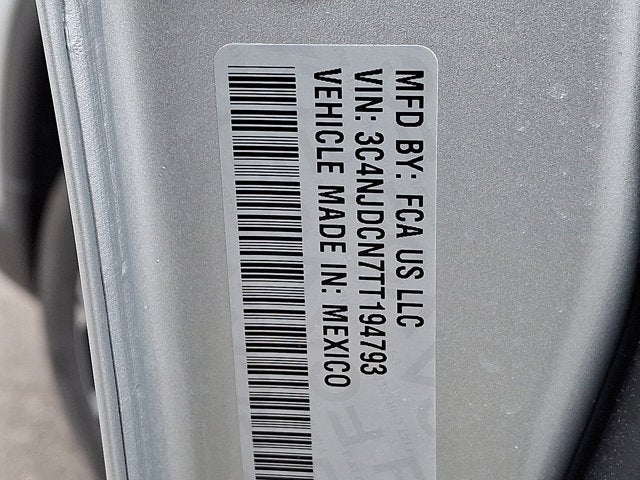 MFD BY: FCA US LLC
VIN: 3C4NJDCN7TT194793
VEHICLE MADE IN: MEXICO